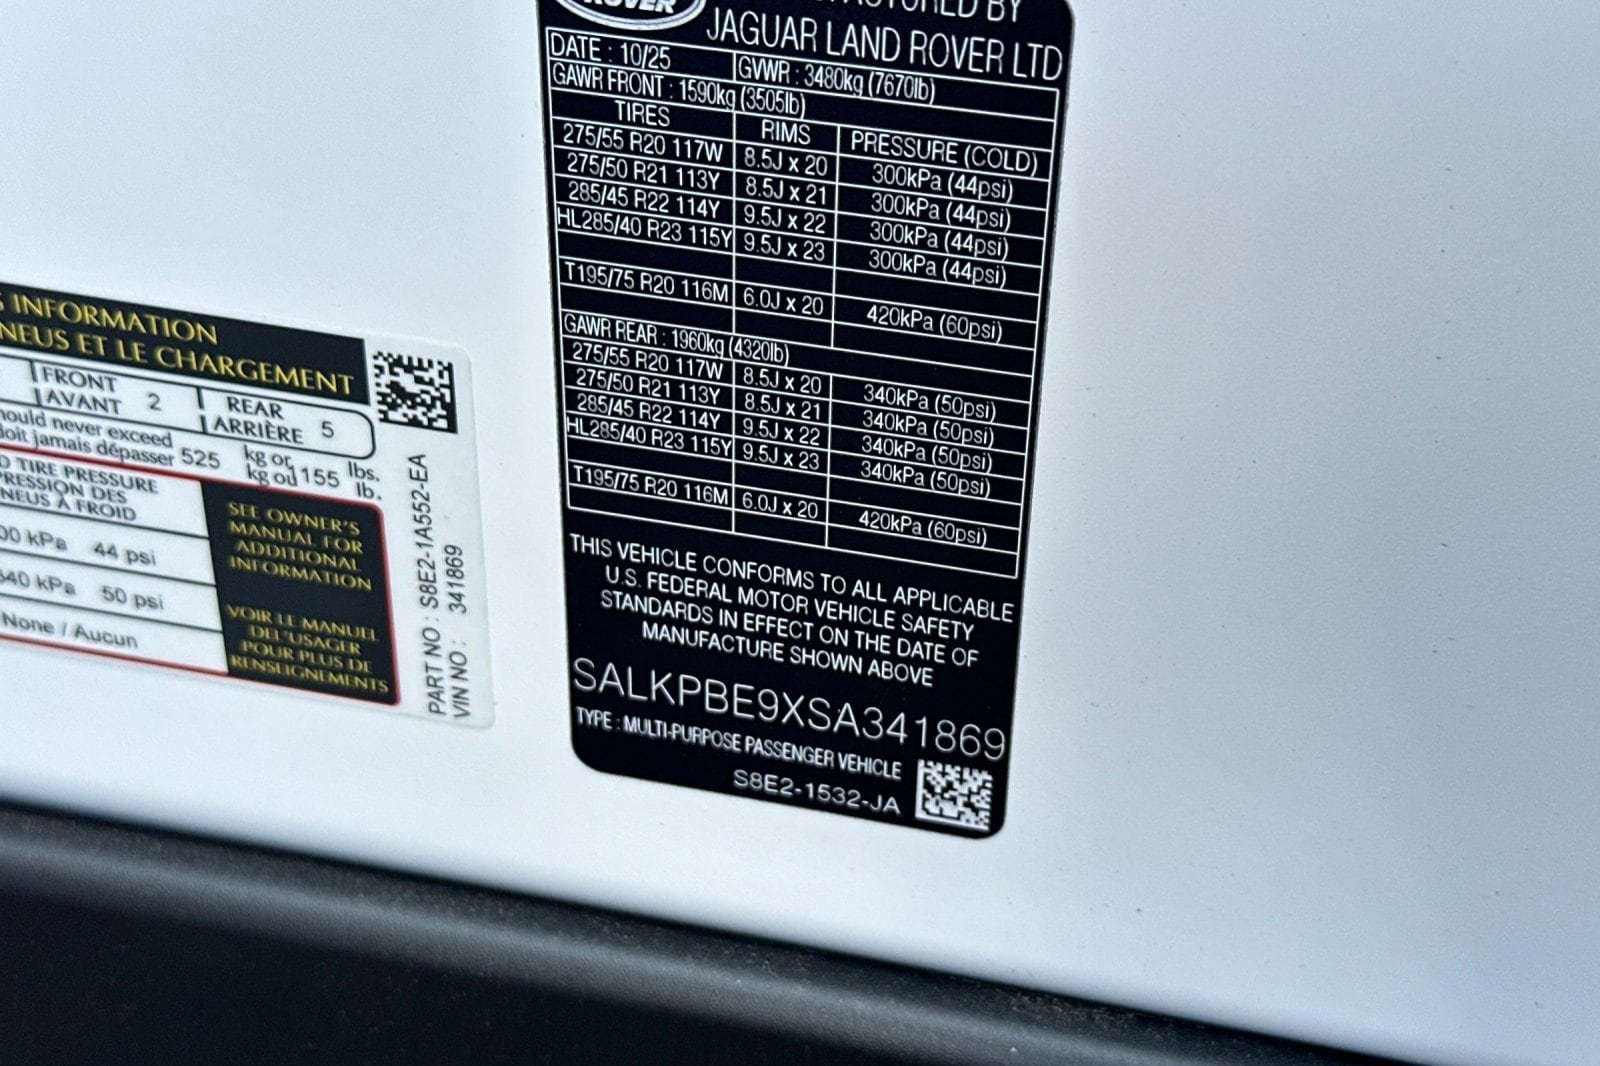 ROVER
BY
JAGUAR LAND ROVER LTD
DATE : 10/25 GVWR : 3480kg (7670lb)
GAWR FRONT : 1590kg (3505lb)
TIRES RIMS PRESSURE (COLD)
275/55 R20 117W 8.5J x 20 300kPa (44psi)
275/50 R21 113Y 8.5J x 21 300kPa (44psi)
285/45 R22 114Y 9.5J x 22 300kPa (44psi)
HL285/40 R23 115Y 9.5J x 23 300kPa (44psi)
T195/75 R20 116M 6.0J x 20 420kPa (60psi)
GAWR REAR : 1960kg (4320lb)
275/55 R20 117W 8.5J x 20 340kPa (50psi)
275/50 R21 113Y 8.5J x 21 340kPa (50psi)
285/45 R22 114Y 9.5J x 22 340kPa (50psi)
HL285/40 R23 115Y 9.5J x 23 340kPa (50psi)
T195/75 R20 116M 6.0J x 20 420kPa (60psi)
THIS VEHICLE CONFORMS TO ALL APPLICABLE
U.S. FEDERAL MOTOR VEHICLE SAFETY
STANDARDS IN EFFECT ON THE DATE OF
MANUFACTURE SHOWN ABOVE
SALKPBE9XSA341869
TYPE : MULTI-PURPOSE PASSENGER VEHICLE
S8E2-1532-JA
INFORMATION
NEUS ET LE CHARGEMENT
FRONT 2 REAR 5
AVANT ARRIÈRE
should never exceed 525 kg or 1155 lbs.
doit jamais dépasser kg ou lb.
TIRE PRESSURE
PRESSION DES
NEUS À FROID
00 kPa 44 psi
340 kPa 50 psi
None / Aucun
SEE OWNER'S
MANUAL FOR
ADDITIONAL
INFORMATION
VOIR LE MANUEL
DEL'USAGER
POUR PLUS DE
RENSEIGNEMENTS
PART NO : S8E2-1A552-EA
VIN NO : 341869